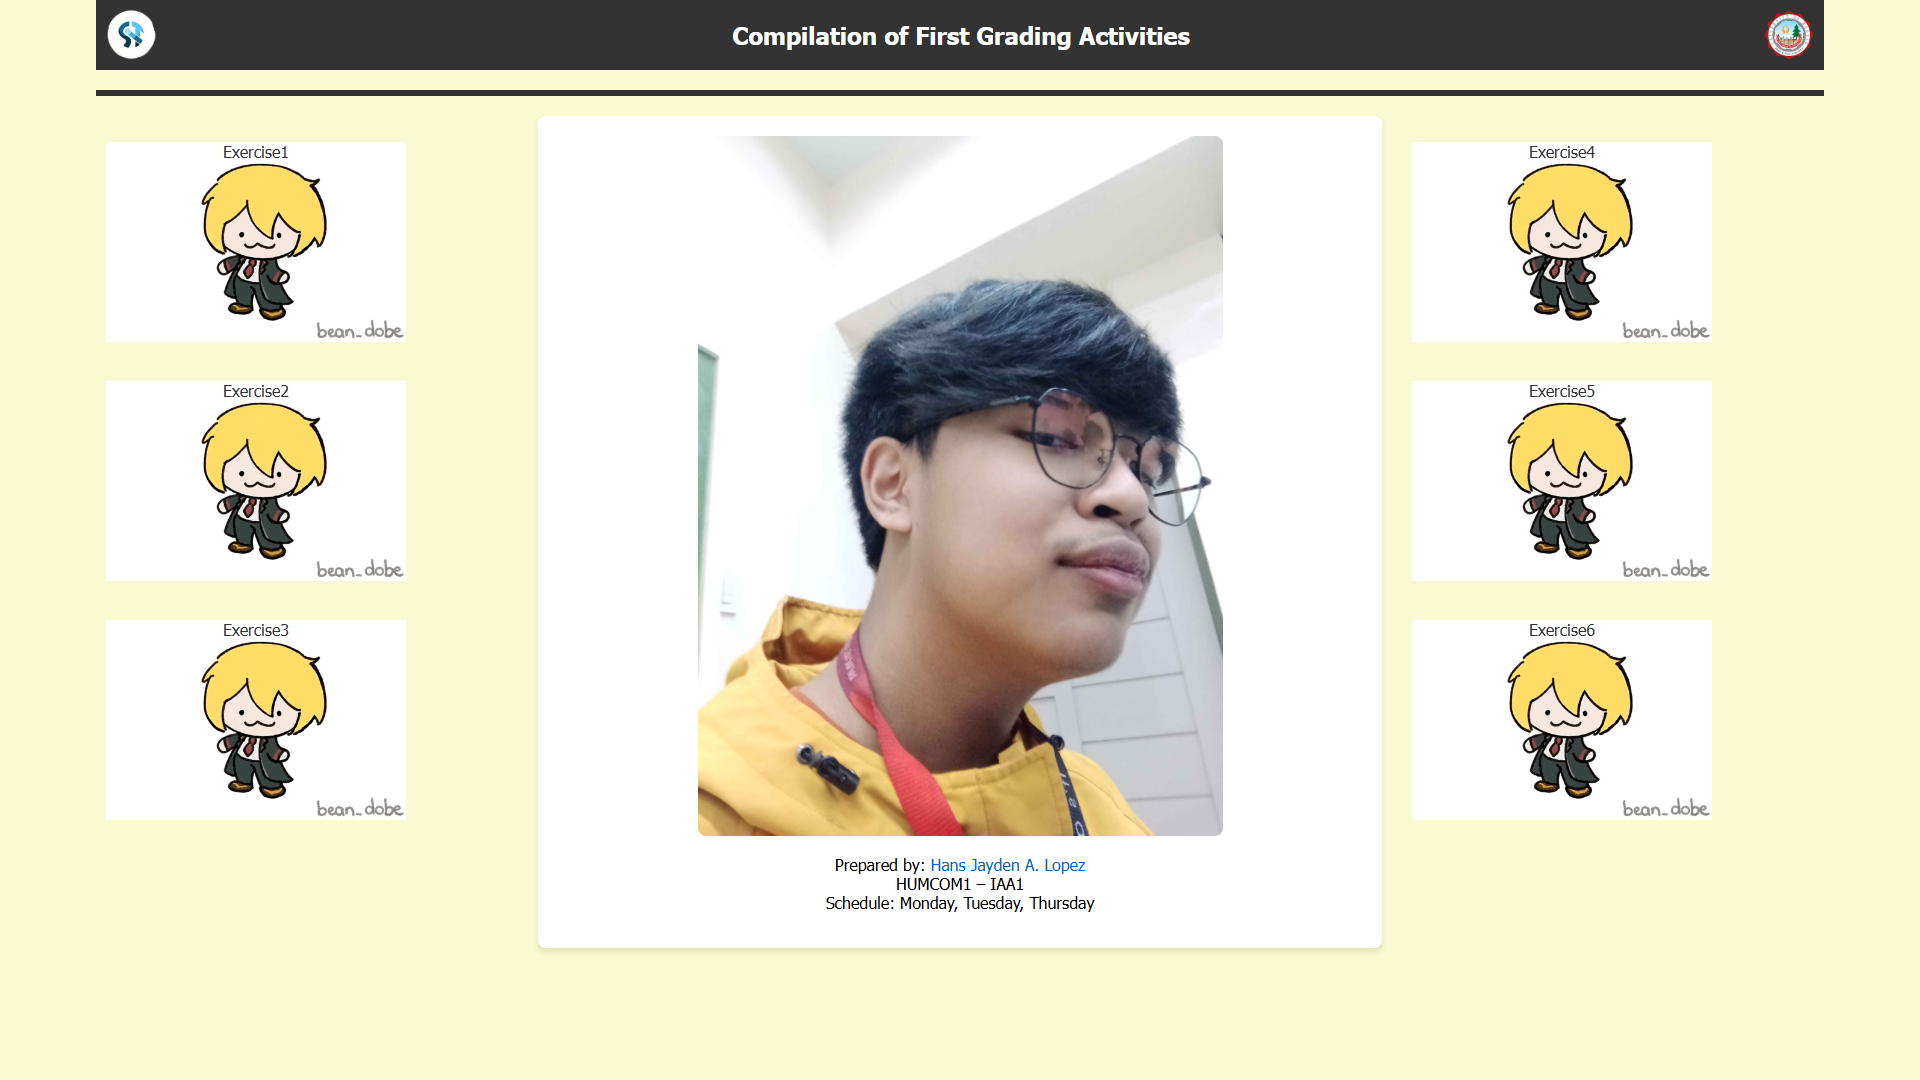 Compilation of First Grading Activities
Exercise1
bean_dobe
Exercise2
bean_dobe
Exercise3
bean_dobe
Prepared by: Hans Jayden A. Lopez
HUMCOM1 – IAA1
Schedule: Monday, Tuesday, Thursday
Exercise4
bean_dobe
Exercise5
bean_dobe
Exercise6
bean_dobe